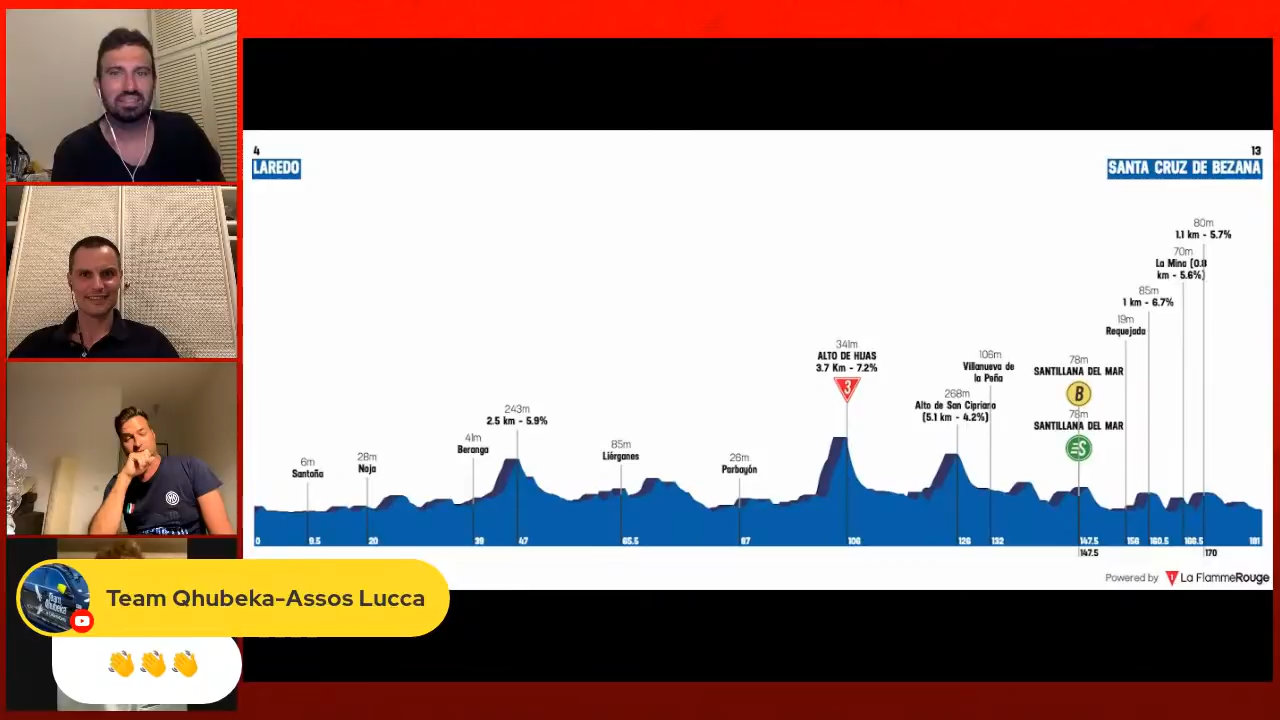 4
LAREDO
13
SANTA CRUZ DE BEZANA
80m
1.1 km - 5.7%
70m
La Mina (0.8
km - 5.6%)
85m
1 km - 6.7%
19m
Requejada
341m
ALTO DE HIJAS
3.7 Km - 7.2%
3
106m
Villanueva de
la Peña
78m
SANTILLANA DEL MAR
B
268m
Alto de San Cipriano
(5.1 km - 4.2%)
78m
SANTILLANA DEL MAR
S
243m
2.5 km - 5.9%
41m
Beranga
85m
Liérganes
28m
Noja
26m
Parbayón
6m
Santoña
0
9.5
20
39
47
65.5
87
106
126
132
147.5
156
160.5
166.5
181
147.5
170
Powered by
La FlammeRouge
Team Qhubeka-Assos Lucca
👏👏👏